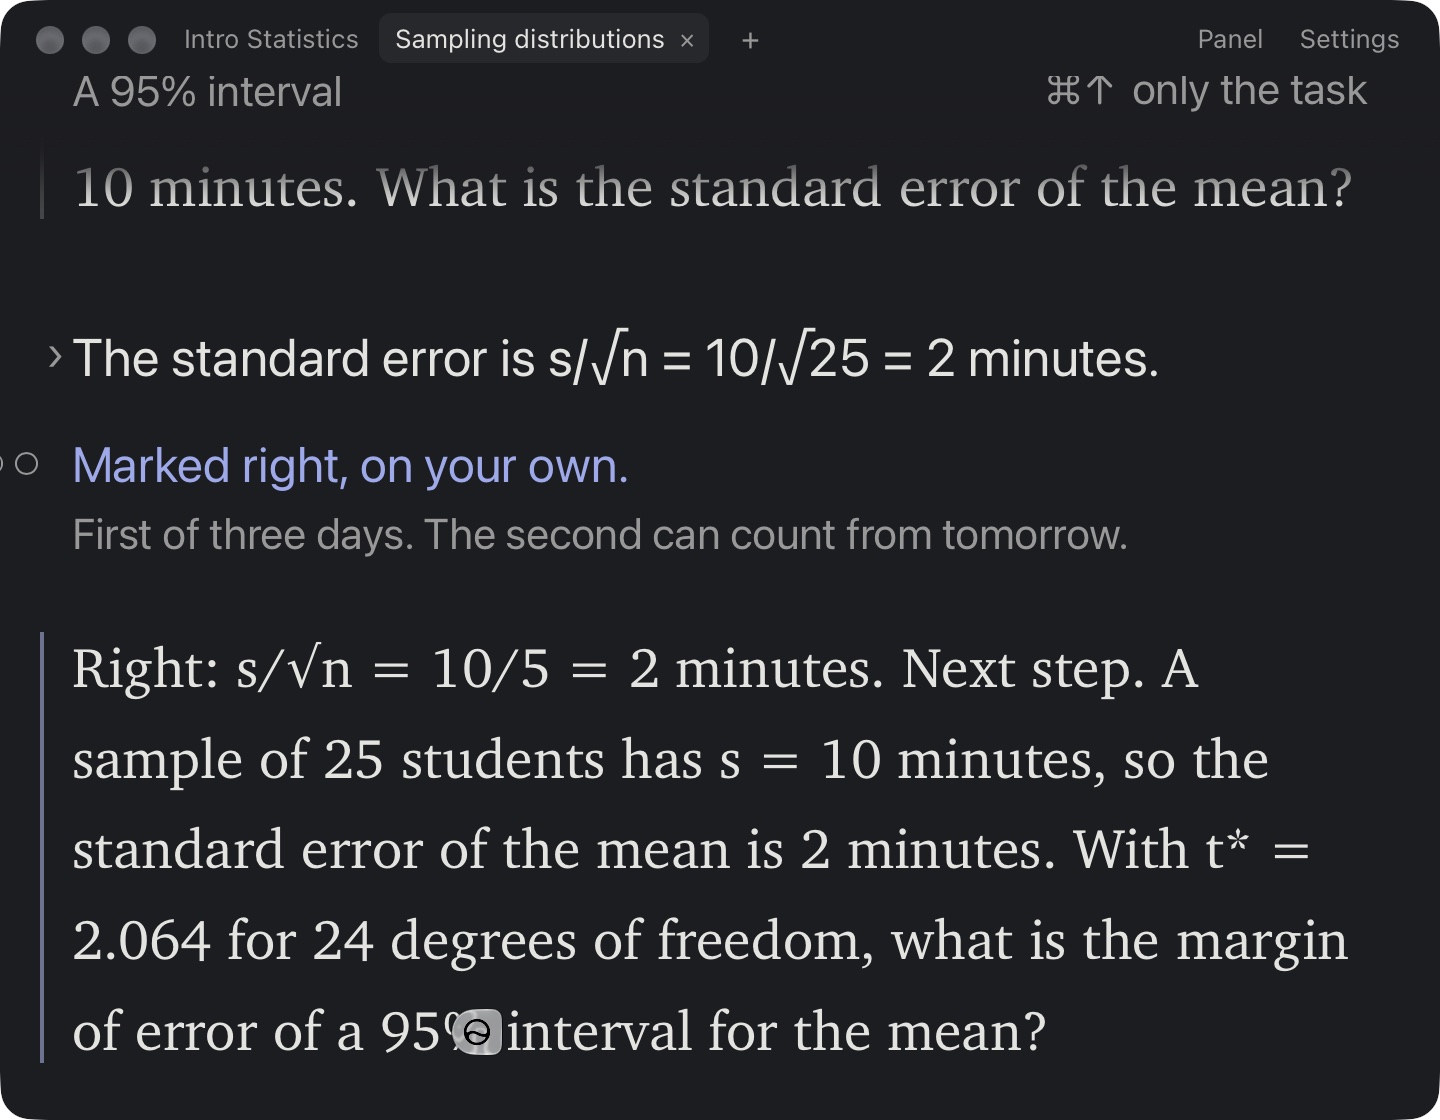 Intro Statistics
Sampling distributions ×
+
Panel
Settings
A 95% interval
⌘↑ only the task
10 minutes. What is the standard error of the mean?
› The standard error is s/√n = 10/√25 = 2 minutes.
Marked right, on your own.
First of three days. The second can count from tomorrow.
Right: s/√n = 10/5 = 2 minutes. Next step. A
sample of 25 students has s = 10 minutes, so the
standard error of the mean is 2 minutes. With t* =
2.064 for 24 degrees of freedom, what is the margin
of error of a 95% interval for the mean?